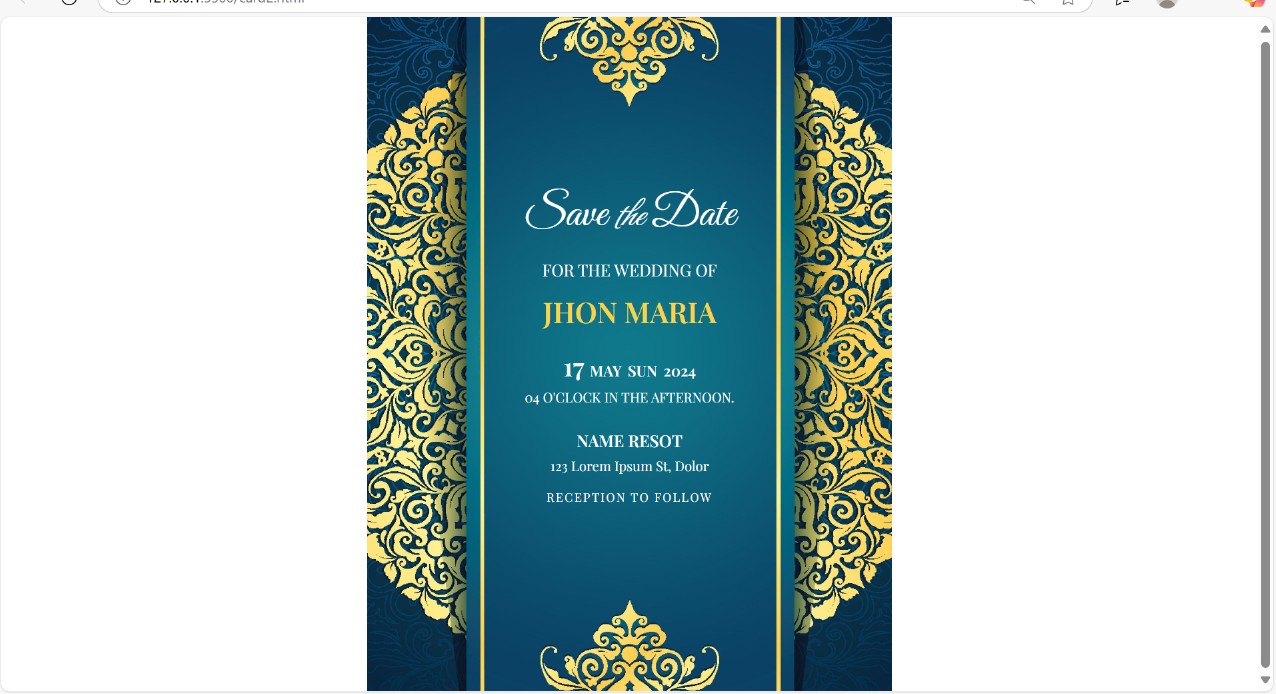 Save the Date
FOR THE WEDDING OF
JHON MARIA
17 MAY SUN 2024
04 O'CLOCK IN THE AFTERNOON.
NAME RESOT
123 Lorem Ipsum St, Dolor
RECEPTION TO FOLLOW